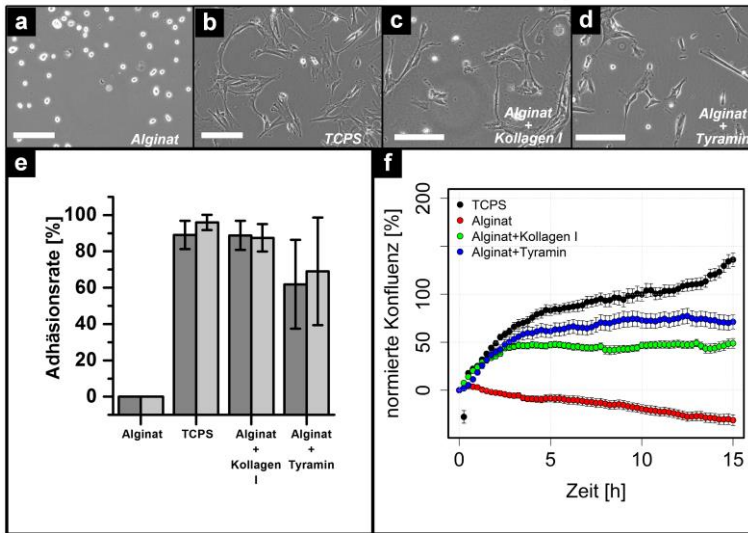 a
b
c
d
Alginat
TCPS
Alginat
+
Kollagen I
Alginat
+
Tyramin
e
Adhäsionsrate [%]
100
80
60
40
20
0
Alginat
TCPS
Alginat
+
Kollagen
I
Alginat
+
Tyramin
f
normierte Konfluenz [%]
200
100
50
0
TCPS
Alginat
Alginat+Kollagen I
Alginat+Tyramin
0
5
10
15
Zeit [h]